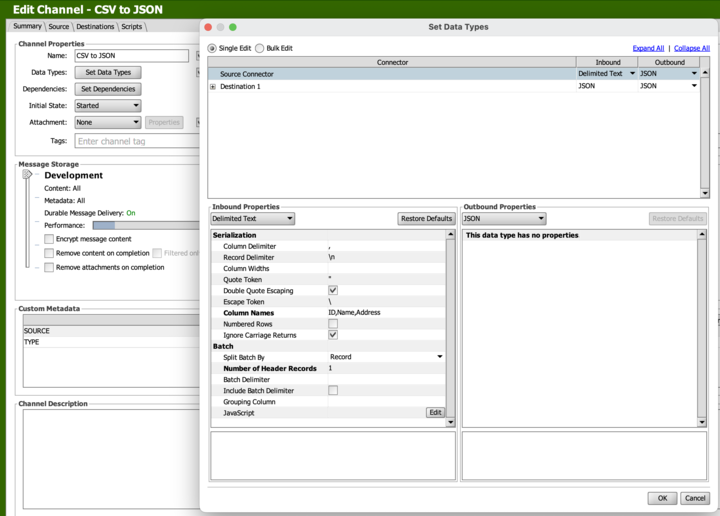 Edit Channel - CSV to JSON
Summary Source Destinations Scripts
Channel Properties
Name: CSV to JSON
Data Types: Set Data Types
Dependencies: Set Dependencies
Initial State: Started
Attachment: None Properties
Tags: Enter channel tag
Message Storage
Development
Content: All
Metadata: All
Durable Message Delivery: On
Performance:
Encrypt message content
Remove content on completion Filtered
Remove attachments on completion
Custom Metadata
SOURCE
TYPE
Channel Description
Set Data Types
Single Edit Bulk Edit Expand All | Collapse All
Connector Inbound Outbound
Source Connector Delimited Text JSON
Destination 1 JSON JSON
Inbound Properties
Delimited Text Restore Defaults
Serialization
Column Delimiter ,
Record Delimiter \n
Column Widths
Quote Token "
Double Quote Escaping
Escape Token \
Column Names ID,Name,Address
Numbered Rows
Ignore Carriage Returns
Batch
Split Batch By Record
Number of Header Records 1
Batch Delimiter
Include Batch Delimiter
Grouping Column
JavaScript Edit
Outbound Properties
JSON Restore Defaults
This data type has no properties
OK Cancel